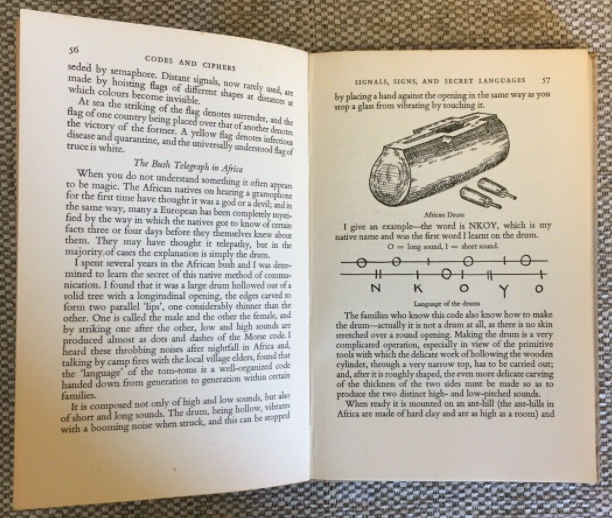 56
CODES AND CIPHERS
seded by semaphore. Distant signals, now rarely used, are
made by hoisting flags of different shapes at distances at
which colours become invisible.
At sea the striking of the flag denotes surrender, and the
flag of one country being placed over that of another denotes
the victory of the former. A yellow flag denotes infectious
disease and quarantine, and the universally understood flag of
truce is white.
The Bush Telegraph in Africa
When you do not understand something it often appears
to be magic. The African natives on hearing a gramophone
for the first time have thought it was a god or a devil; and in
the same way, many a European has been completely mysti-
fied by the way in which the natives got to know of certain
facts three or four days before they themselves knew about
them. They may have thought it telepathy, but in the
majority of cases the explanation is simply the drum.
I spent several years in the African bush and I was deter-
mined to learn the secret of this native method of commu-
nication. I found that it was a large drum hollowed out of a
solid tree with a longitudinal opening, the edges carved to
form two parallel 'lips', one considerably thinner than the
other. One is called the male and the other the female, and
by striking one after the other, low and high sounds are
produced almost as dots and dashes of the Morse code. I
heard these throbbing noises after nightfall in Africa and,
talking by camp fires with the local village elders, found that
the 'language' of the tom-toms is a well-organized code
handed down from generation to generation within certain
families.
It is composed not only of high and low sounds, but also
of short and long sounds. The drum, being hollow, vibrates
with a booming noise when struck, and this can be stopped
SIGNALS, SIGNS, AND SECRET LANGUAGES 57
by placing a hand against the opening in the same way as you
stop a glass from vibrating by touching it.
African Drum
I give an example—the word is NKOY, which is my
native name and was the first word I learnt on the drum.
O = long sound, I = short sound.
N K O Y O
Language of the drums
The families who know this code also know how to make
the drum—actually it is not a drum at all, as there is no skin
stretched over a round opening. Making the drum is a very
complicated operation, especially in view of the primitive
tools with which the delicate work of hollowing the wooden
cylinder, through a very narrow top, has to be carried out;
and, after it is roughly shaped, the even more delicate carving
of the thickness of the two sides must be made so as to
produce the two distinct high- and low-pitched sounds.
When ready it is mounted on an ant-hill (the ant-hills in
Africa are made of hard clay and are as high as a room) and